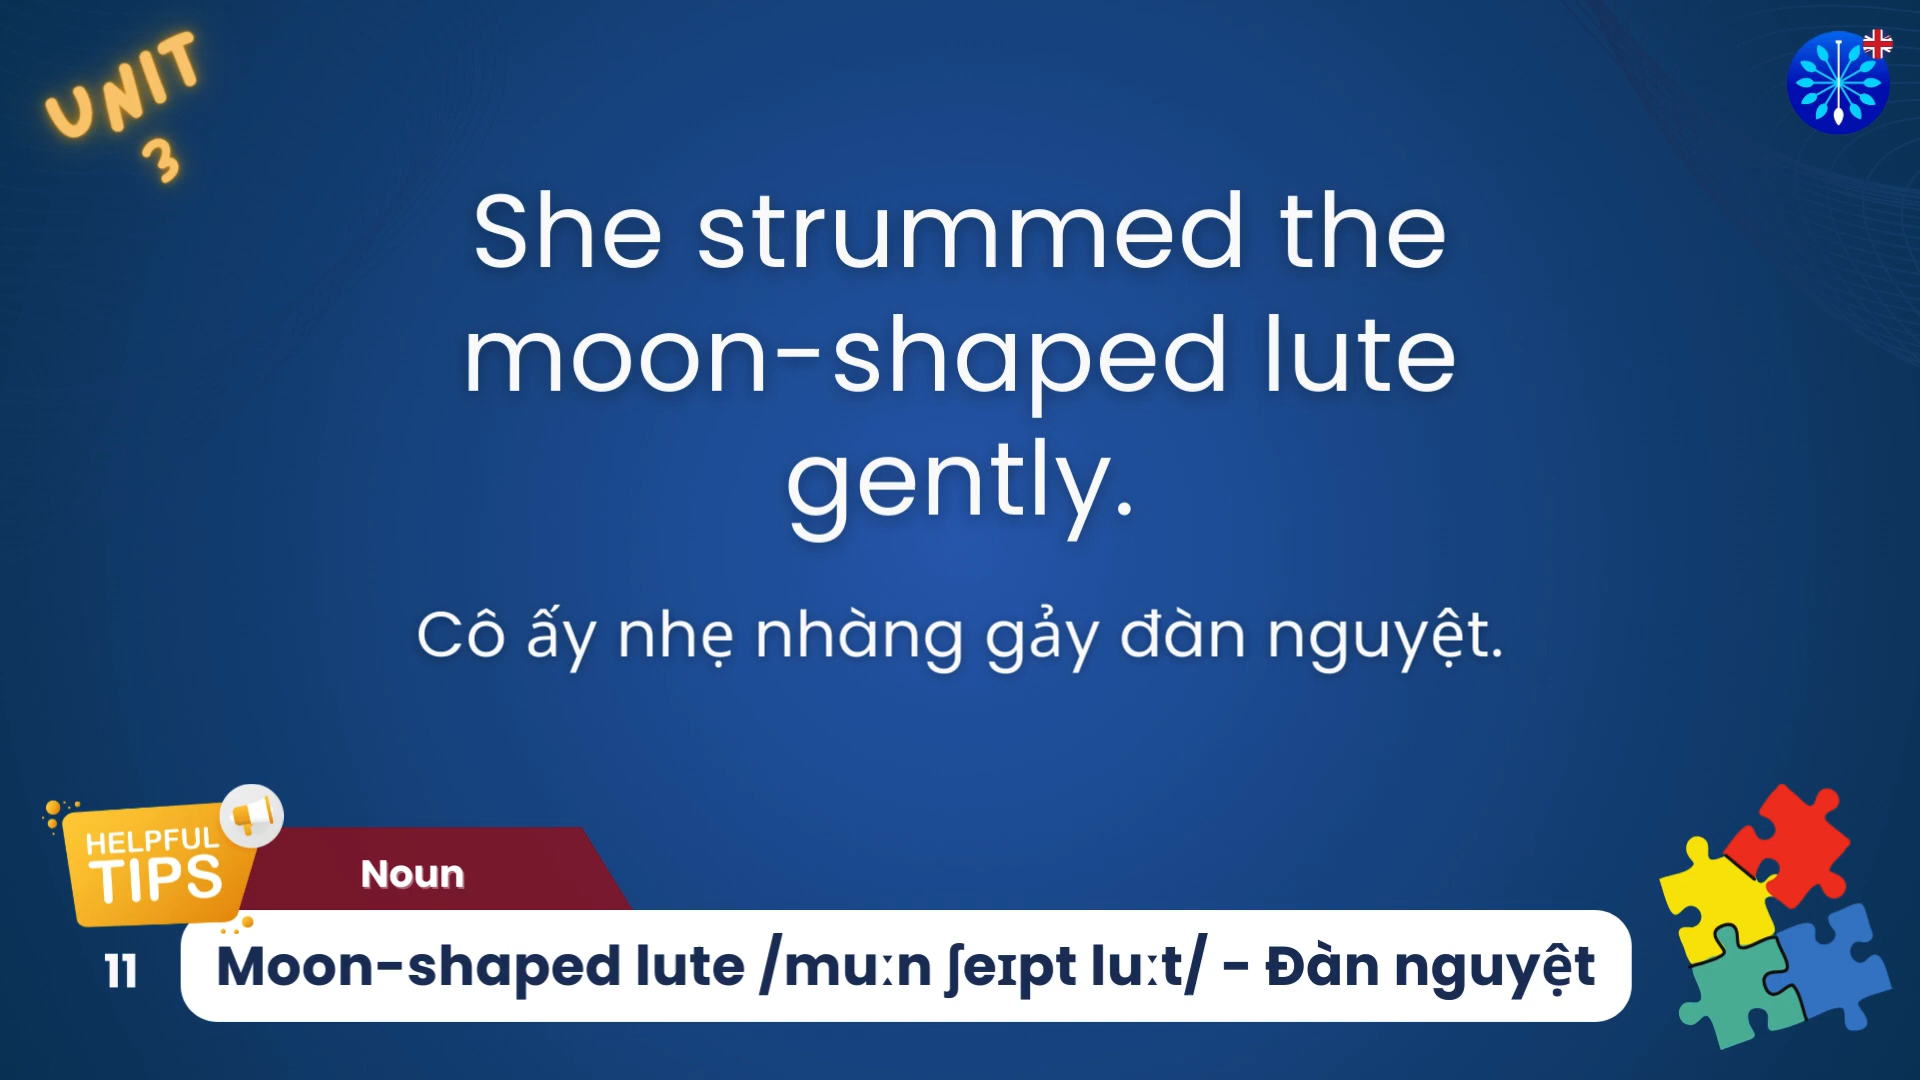 UNIT
3
She strummed the
moon-shaped lute
gently.
Cô ấy nhẹ nhàng gảy đàn nguyệt.
HELPFUL
TIPS
Noun
11
Moon-shaped lute /muːn ʃeɪpt luːt/ - Đàn nguyệt